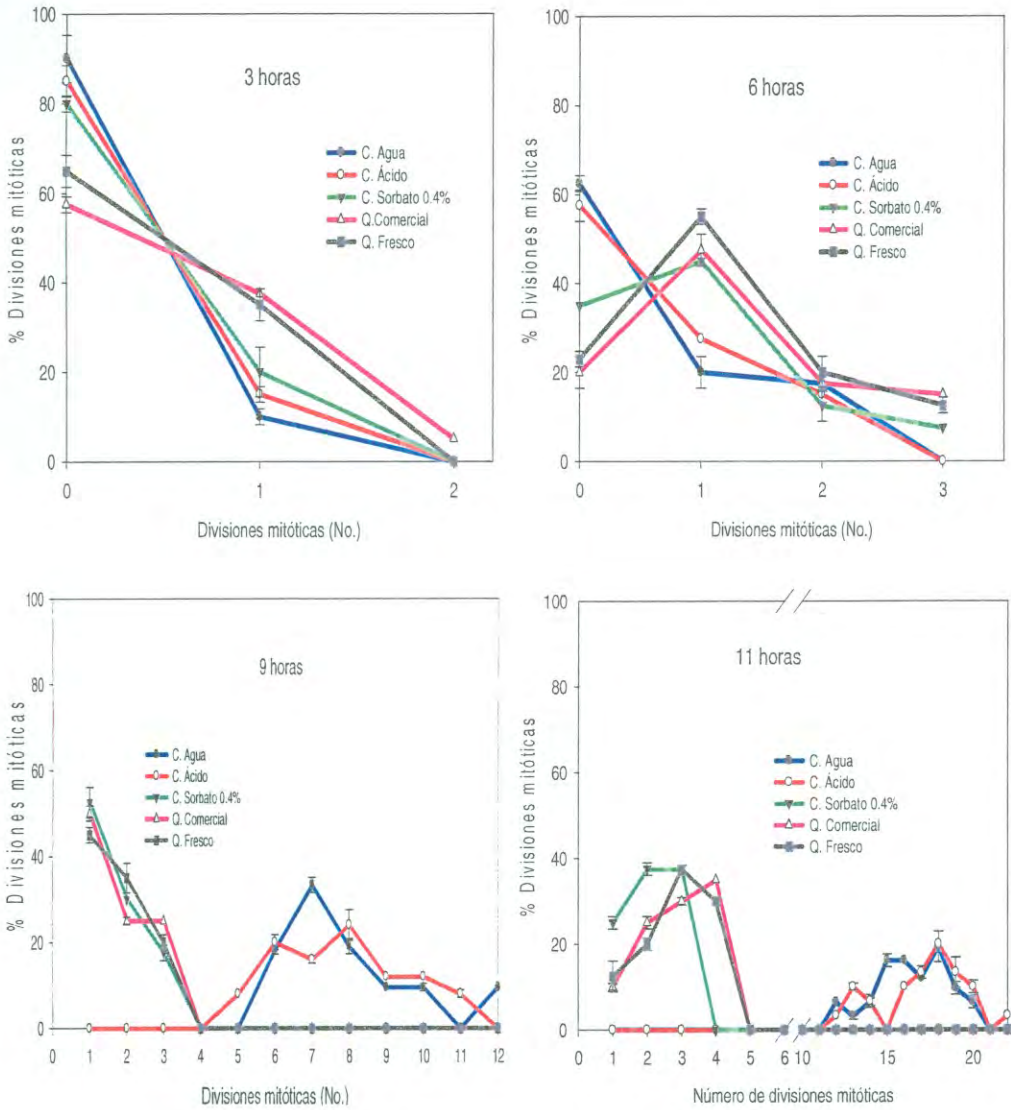 3 horas
% Divisiones mitóticas
100
80
60
40
20
0
C. Agua
C. Ácido
C. Sorbato 0.4%
Q.Comercial
Q. Fresco
0 1 2
Divisiones mitóticas (No.)
6 horas
% Divisiones mitóticas
100
80
60
40
20
0
C. Agua
C. Ácido
C. Sorbato 0.4%
Q. Comercial
Q. Fresco
0 1 2 3
Divisiones mitóticas (No.)
9 horas
% Divisiones mitóticas
100
80
60
40
20
0
C. Agua
C. Ácido
C. Sorbato 0.4%
Q. Comercial
Q. Fresco
0 1 2 3 4 5 6 7 8 9 10 11 12
Divisiones mitóticas (No.)
11 horas
% Divisiones mitóticas
100
80
60
40
20
0
C. Agua
C. Ácido
C. Sorbato 0.4%
Q. Comercial
Q. Fresco
0 1 2 3 4 5 6 10 15 20
Número de divisiones mitóticas